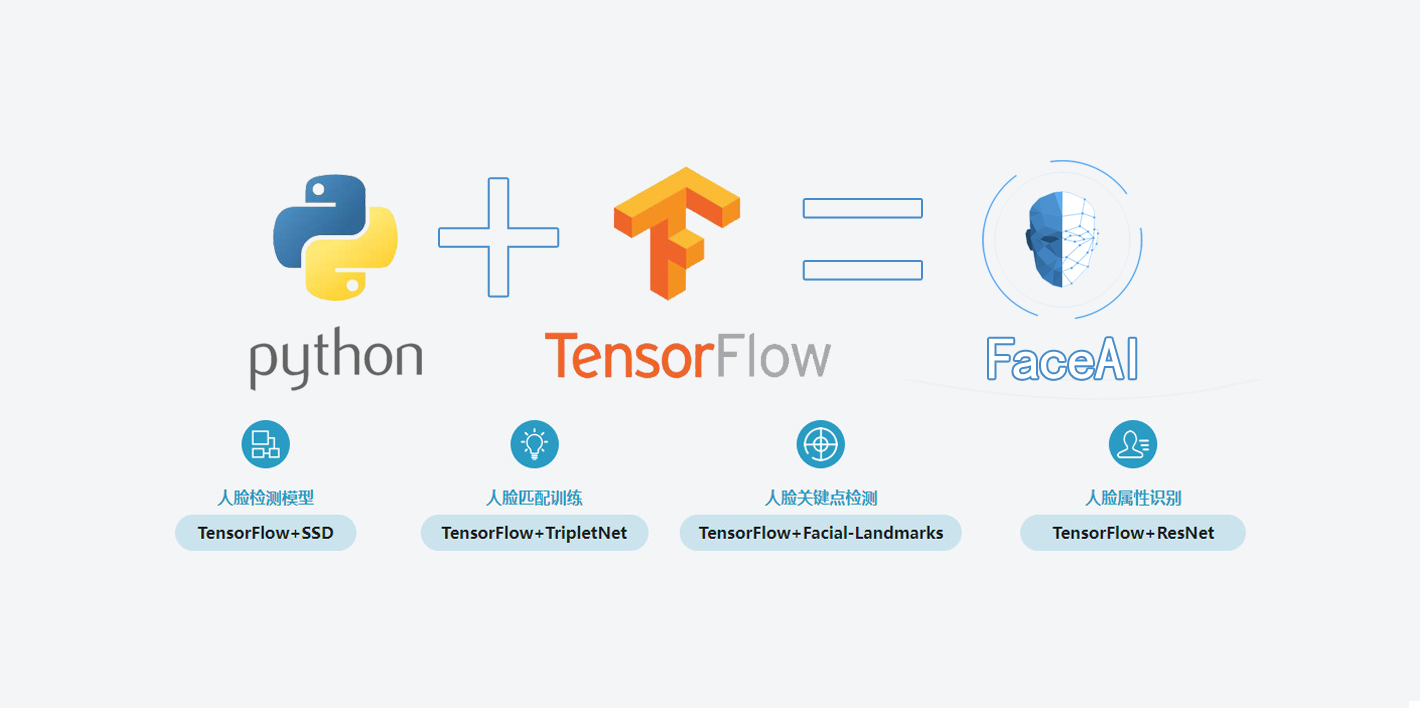 python
TensorFlow
FaceAI
人脸检测模型
人脸匹配训练
人脸关键点检测
人脸属性识别
TensorFlow+SSD
TensorFlow+TripletNet
TensorFlow+Facial-Landmarks
TensorFlow+ResNet